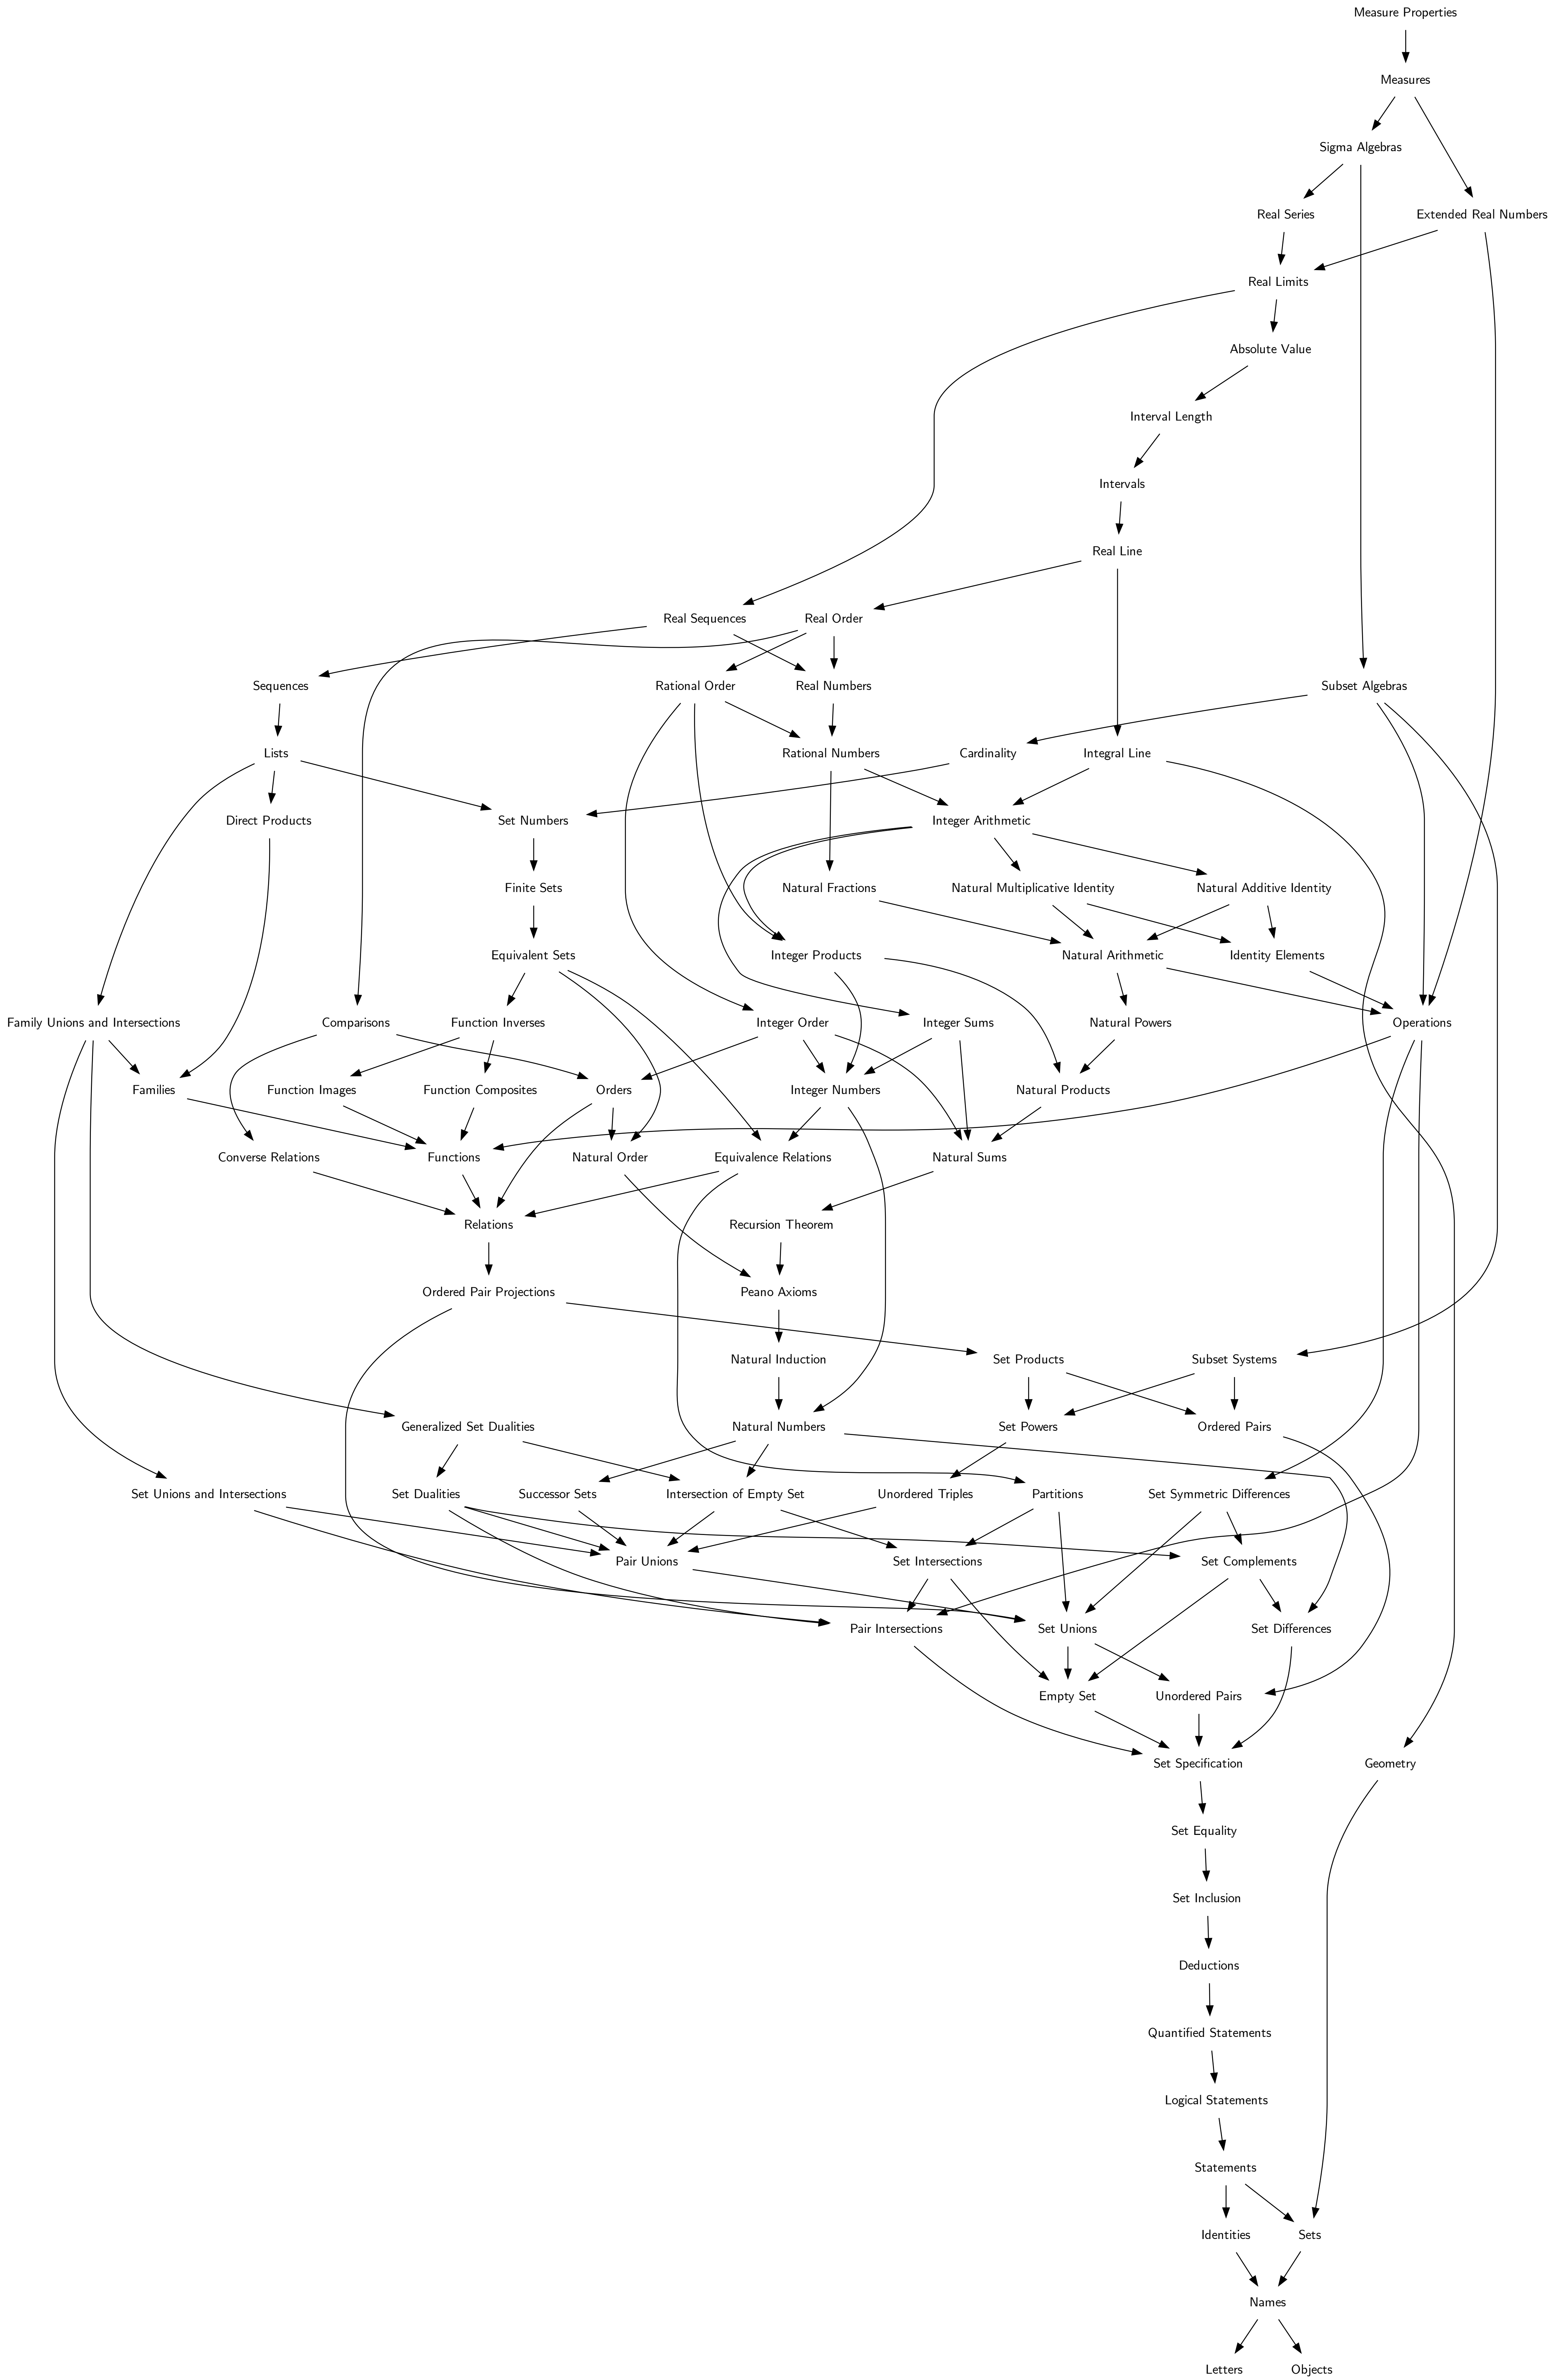 Measure Properties
Measures
Sigma Algebras
Real Series
Extended Real Numbers
Real Limits
Absolute Value
Interval Length
Intervals
Real Line
Real Sequences
Real Order
Sequences
Rational Order
Real Numbers
Subset Algebras
Lists
Rational Numbers
Cardinality
Integral Line
Direct Products
Set Numbers
Integer Arithmetic
Finite Sets
Natural Fractions
Natural Multiplicative Identity
Natural Additive Identity
Equivalent Sets
Integer Products
Natural Arithmetic
Identity Elements
Family Unions and Intersections
Comparisons
Function Inverses
Integer Order
Integer Sums
Natural Powers
Operations
Families
Function Images
Function Composites
Orders
Integer Numbers
Natural Products
Converse Relations
Functions
Natural Order
Equivalence Relations
Natural Sums
Relations
Recursion Theorem
Ordered Pair Projections
Peano Axioms
Natural Induction
Set Products
Subset Systems
Generalized Set Dualities
Natural Numbers
Set Powers
Ordered Pairs
Set Unions and Intersections
Set Dualities
Successor Sets
Intersection of Empty Set
Unordered Triples
Partitions
Set Symmetric Differences
Pair Unions
Set Intersections
Set Complements
Pair Intersections
Set Unions
Set Differences
Empty Set
Unordered Pairs
Set Specification
Geometry
Set Equality
Set Inclusion
Deductions
Quantified Statements
Logical Statements
Statements
Identities
Sets
Names
Letters
Objects